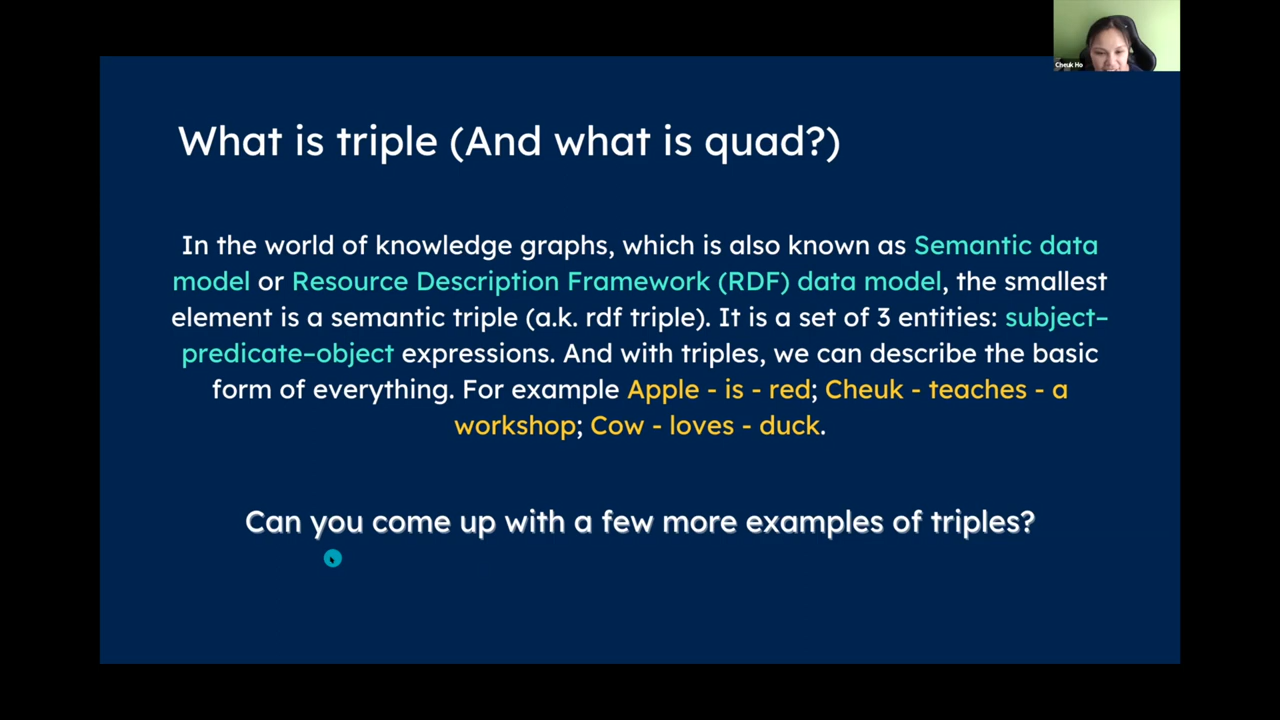 Cheuk Ho
What is triple (And what is quad?)
In the world of knowledge graphs, which is also known as Semantic data
model or Resource Description Framework (RDF) data model, the smallest
element is a semantic triple (a.k. rdf triple). It is a set of 3 entities: subject–
predicate–object expressions. And with triples, we can describe the basic
form of everything. For example Apple - is - red; Cheuk - teaches - a
workshop; Cow - loves - duck.
Can you come up with a few more examples of triples?